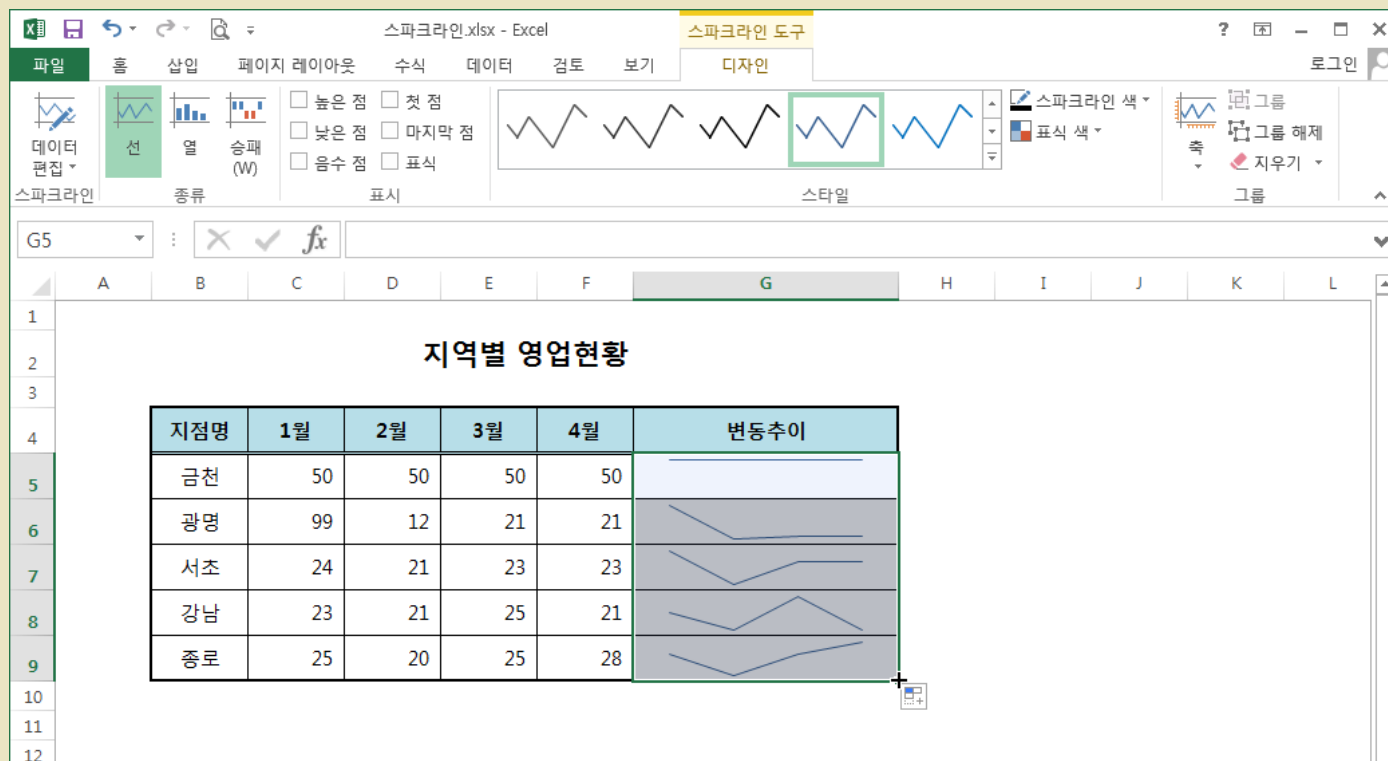 스파크라인.xlsx - Excel
스파크라인 도구
?
파일 홈 삽입 페이지 레이아웃 수식 데이터 검토 보기 디자인 로그인
데이터
편집
선
열
승패
(W)
높은 점 첫 점
낮은 점 마지막 점
음수 점 표식
스파크라인 색
표식 색
축
그룹
그룹 해제
지우기
스파크라인 종류 표시 스타일 그룹
G5 fx
A B C D E F G H I J K L
1
2 지역별 영업현황
3
4 지점명 1월 2월 3월 4월 변동추이
5 금천 50 50 50 50
6 광명 99 12 21 21
7 서초 24 21 23 23
8 강남 23 21 25 21
9 종로 25 20 25 28
10
11
12